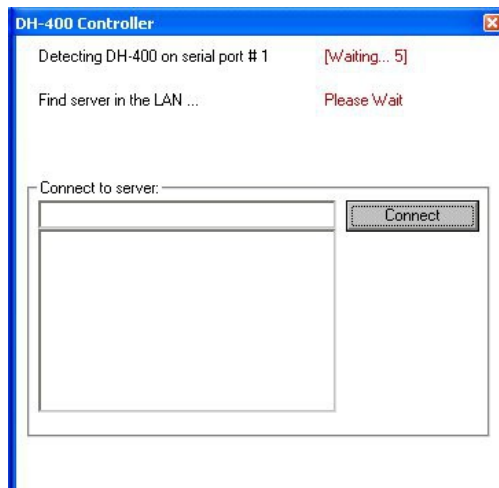 DH-400 Controller
Detecting DH-400 on serial port # 1 [Waiting... 5]
Find server in the LAN ... Please Wait
Connect to server:
Connect